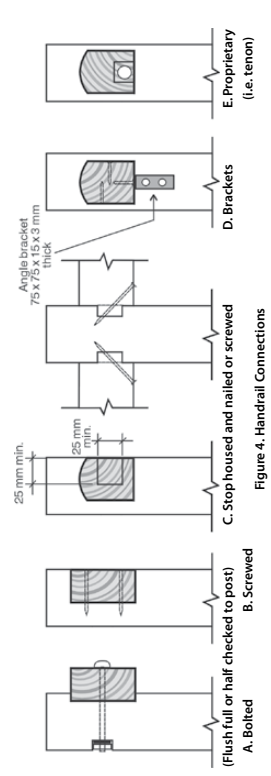 (Flush full or half checked to post)
A. Bolted
B. Screwed
25 mm min.
25 mm
min.
C. Stop housed and nailed or screwed
Angle bracket
75 x 75 x 15 x 3 mm
thick
D. Brackets
E. Proprietary
(i.e. tenon)
Figure 4. Handrail Connections